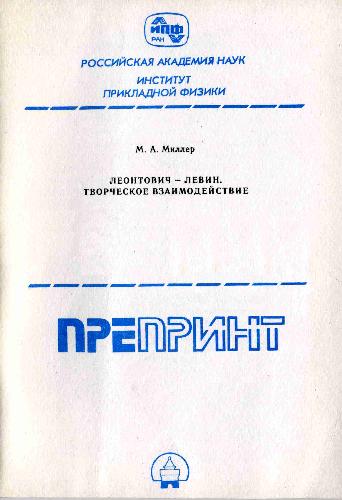 ИПФ
РАН
РОССИЙСКАЯ АКАДЕМИЯ НАУК
ИНСТИТУТ
ПРИКЛАДНОЙ ФИЗИКИ
М. А. Миллер
ЛЕОНТОВИЧ – ЛЕВИН.
ТВОРЧЕСКОЕ ВЗАИМОДЕЙСТВИЕ
ПРЕПРИНТ